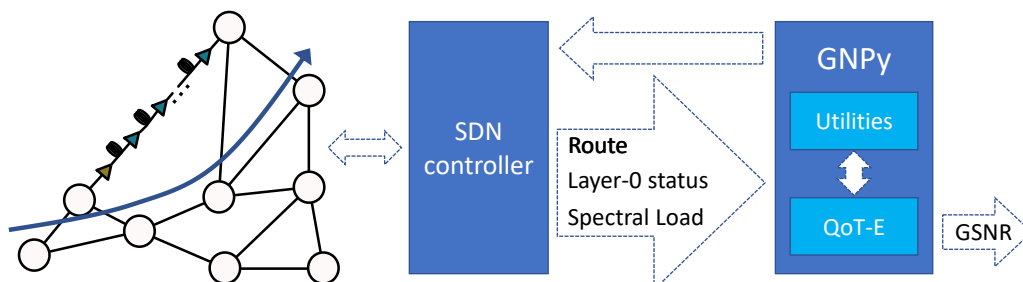 SDN
controller
Route
Layer-0 status
Spectral Load
GNPy
Utilities
QoT-E
GSNR